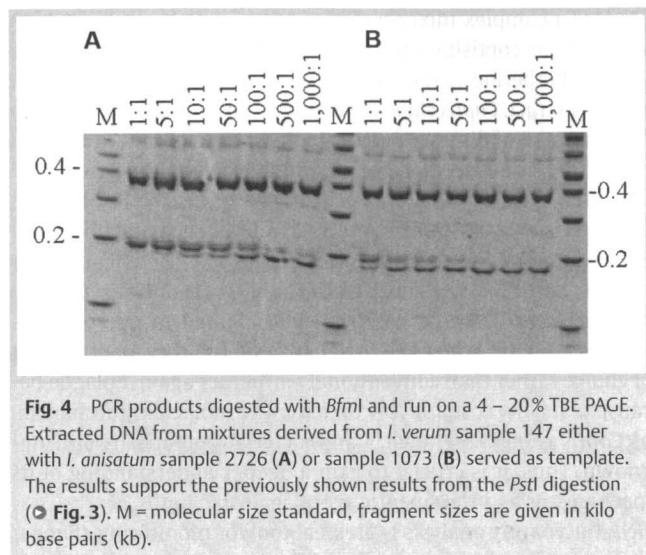 Complex mix
A
B
M 1:1 5:1 10:1 50:1 100:1 500:1 1,000:1 M 1:1 5:1 10:1 50:1 100:1 500:1 1,000:1 M
0.4 -
-0.4
0.2 -
-0.2
Fig. 4 PCR products digested with BfmI and run on a 4 – 20% TBE PAGE.
Extracted DNA from mixtures derived from I. verum sample 147 either
with I. anisatum sample 2726 (A) or sample 1073 (B) served as template.
The results support the previously shown results from the PstI digestion
(Fig. 3). M = molecular size standard, fragment sizes are given in kilo
base pairs (kb).